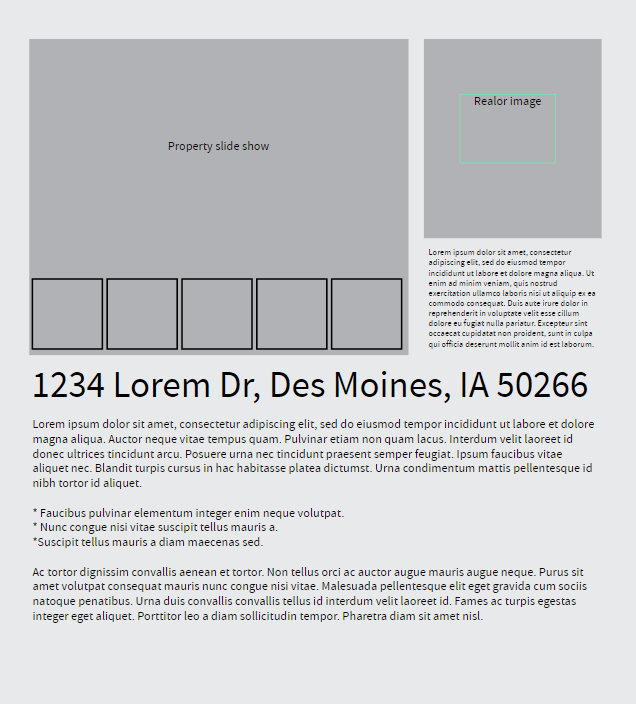 Property slide show
Realor image
Lorem ipsum dolor sit amet, consectetur
adipiscing elit, sed do eiusmod tempor
incididunt ut labore et dolore magna aliqua. Ut
enim ad minim veniam, quis nostrud
exercitation ullamco laboris nisi ut aliquip ex ea
commodo consequat. Duis aute irure dolor in
reprehenderit in voluptate velit esse cillum
dolore eu fugiat nulla pariatur. Excepteur sint
occaecat cupidatat non proident, sunt in culpa
qui officia deserunt mollit anim id est laborum.
1234 Lorem Dr, Des Moines, IA 50266
Lorem ipsum dolor sit amet, consectetur adipiscing elit, sed do eiusmod tempor incididunt ut labore et dolore
magna aliqua. Auctor neque vitae tempus quam. Pulvinar etiam non quam lacus. Interdum velit laoreet id
donec ultrices tincidunt arcu. Posuere urna nec tincidunt praesent semper feugiat. Ipsum faucibus vitae
aliquet nec. Blandit turpis cursus in hac habitasse platea dictumst. Urna condimentum mattis pellentesque id
nibh tortor id aliquet.
* Faucibus pulvinar elementum integer enim neque volutpat.
* Nunc congue nisi vitae suscipit tellus mauris a.
*Suscipit tellus mauris a diam maecenas sed.
Ac tortor dignissim convallis aenean et tortor. Non tellus orci ac auctor augue mauris augue neque. Purus sit
amet volutpat consequat mauris nunc congue nisi vitae. Malesuada pellentesque elit eget gravida cum sociis
natoque penatibus. Urna duis convallis convallis tellus id interdum velit laoreet id. Fames ac turpis egestas
integer eget aliquet. Porttitor leo a diam sollicitudin tempor. Pharetra diam sit amet nisl.